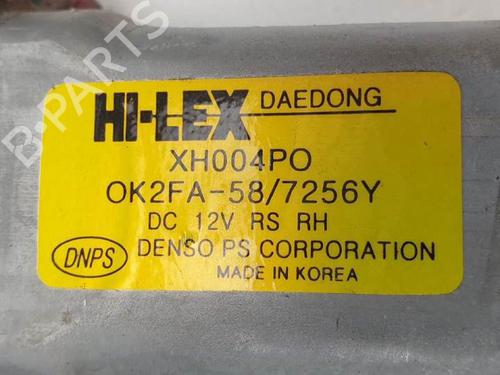 HI-LEX DAEDONG
XH004PO
OK2FA-58/7256Y
DC 12V RS RH
DNPS DENSO PS CORPORATION
MADE IN KOREA
B-PARTS